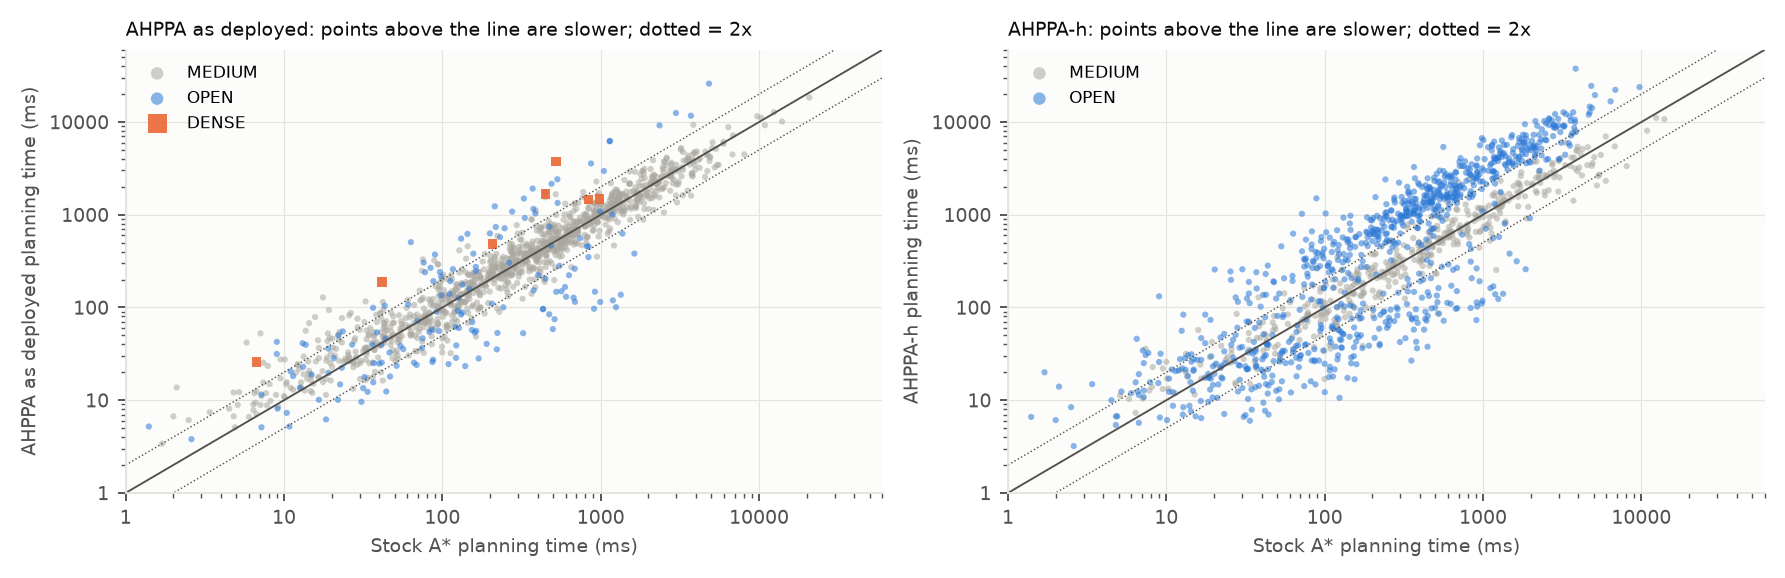 AHPPA as deployed: points above the line are slower; dotted = 2x
MEDIUM
OPEN
DENSE
AHPPA as deployed planning time (ms)
10000
1000
100
10
1
1 10 100 1000 10000
Stock A* planning time (ms)
AHPPA-h: points above the line are slower; dotted = 2x
MEDIUM
OPEN
AHPPA-h planning time (ms)
10000
1000
100
10
1
1 10 100 1000 10000
Stock A* planning time (ms)